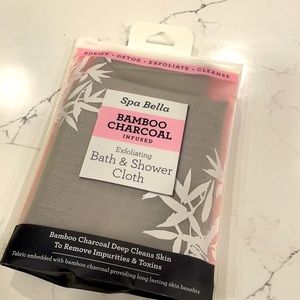 PURIFY • DETOX • EXFOLIATE • CLEANSE
Spa Bella
BAMBOO
CHARCOAL
INFUSED
Exfoliating
Bath & Shower
Cloth
Bamboo Charcoal Deep Cleans Skin
To Remove Impurities & Toxins
Fabric embedded with bamboo charcoal providing long lasting skin benefits